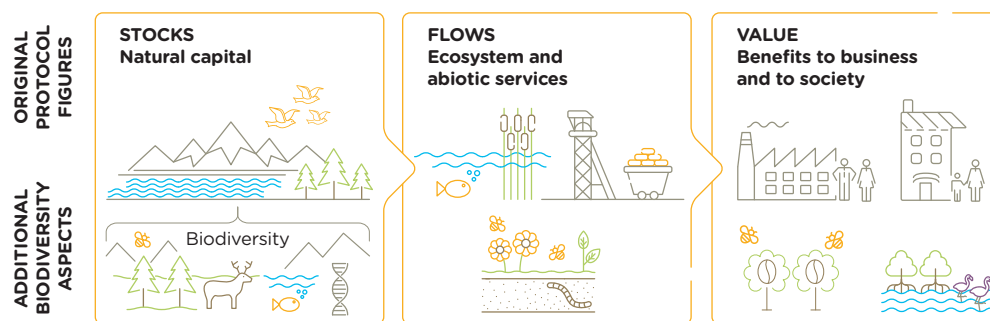 ORIGINAL
PROTOCOL
FIGURES
STOCKS
Natural capital
FLOWS
Ecosystem and
abiotic services
VALUE
Benefits to business
and to society
ADDITIONAL
BIODIVERSITY
ASPECTS
Biodiversity